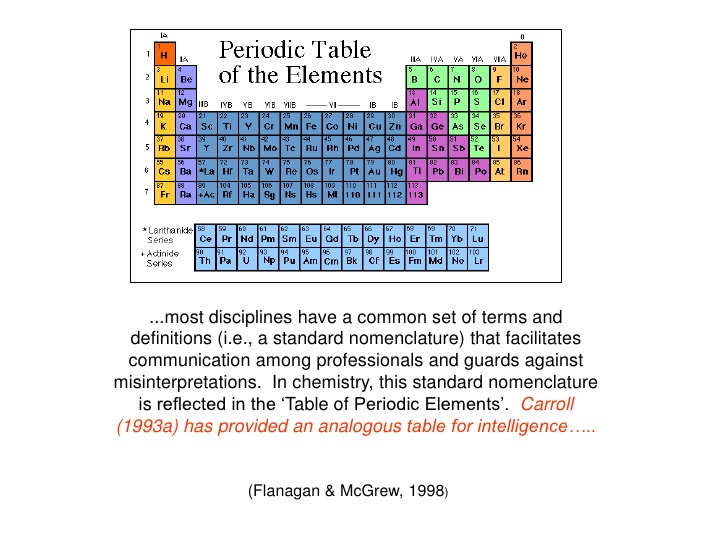 IA 0
1 2
1 H He
IIA Periodic Table IIIA IVA VA VIA VIIA
3 4 5 6 7 8 9 10
2 Li Be of the Elements B C N O F Ne
11 12 13 14 15 16 17 18
3 Na Mg IIIB IVB VB VIB VIIB VII IB IIB Al Si P S Cl Ar
19 20 21 22 23 24 25 26 27 28 29 30 31 32 33 34 35 36
4 K Ca Sc Ti V Cr Mn Fe Co Ni Cu Zn Ga Ge As Se Br Kr
37 38 39 40 41 42 43 44 45 46 47 48 49 50 51 52 53 54
5 Rb Sr Y Zr Nb Mo Tc Ru Rh Pd Ag Cd In Sn Sb Te I Xe
55 56 57 72 73 74 75 76 77 78 79 80 81 82 83 84 85 86
6 Cs Ba *La Hf Ta W Re Os Ir Pt Au Hg Tl Pb Bi Po At Rn
87 88 89 104 105 106 107 108 109 110 111 112 113
7 Fr Ra +Ac Rf Ha Sg Ns Hs Mt 110 111 112 113
58 59 60 61 62 63 64 65 66 67 68 69 70 71
* Lanthanide Series Ce Pr Nd Pm Sm Eu Gd Tb Dy Ho Er Tm Yb Lu
90 91 92 93 94 95 96 97 98 99 100 101 102 103
+ Actinide Series Th Pa U Np Pu Am Cm Bk Cf Es Fm Md No Lr
...most disciplines have a common set of terms and
definitions (i.e., a standard nomenclature) that facilitates
communication among professionals and guards against
misinterpretations. In chemistry, this standard nomenclature
is reflected in the ‘Table of Periodic Elements’. Carroll
(1993a) has provided an analogous table for intelligence…..
(Flanagan & McGrew, 1998)